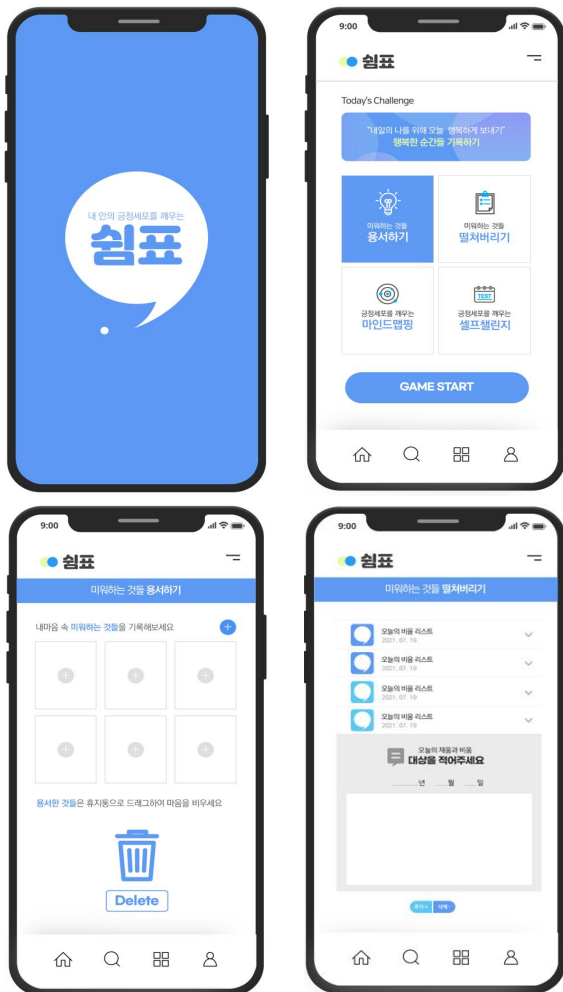 내 안의 긍정세포를 깨우는
쉼표
9:00
쉼표
Today's Challenge
"내일의 나를 위해 오늘 행복하게 보내기"
행복한 순간들 기록하기
미워하는 것들
용서하기
미워하는 것들
떨쳐버리기
긍정세포를 깨우는
마인드맵핑
TEST
긍정세포를 깨우는
셀프챌린지
GAME START
9:00
쉼표
미워하는 것들 용서하기
내마음 속 미워하는 것들을 기록해보세요
용서한 것들은 휴지통으로 드래그하여 마음을 비우세요
Delete
9:00
쉼표
미워하는 것들 떨쳐버리기
오늘의 비움 리스트
2021. 07. 19
오늘의 비움 리스트
2021. 07. 19
오늘의 비움 리스트
2021. 07. 19
오늘의 비움 리스트
2021. 07. 19
오늘의 채움과 비움
대상을 적어주세요
년 월 일
추가+ 삭제-